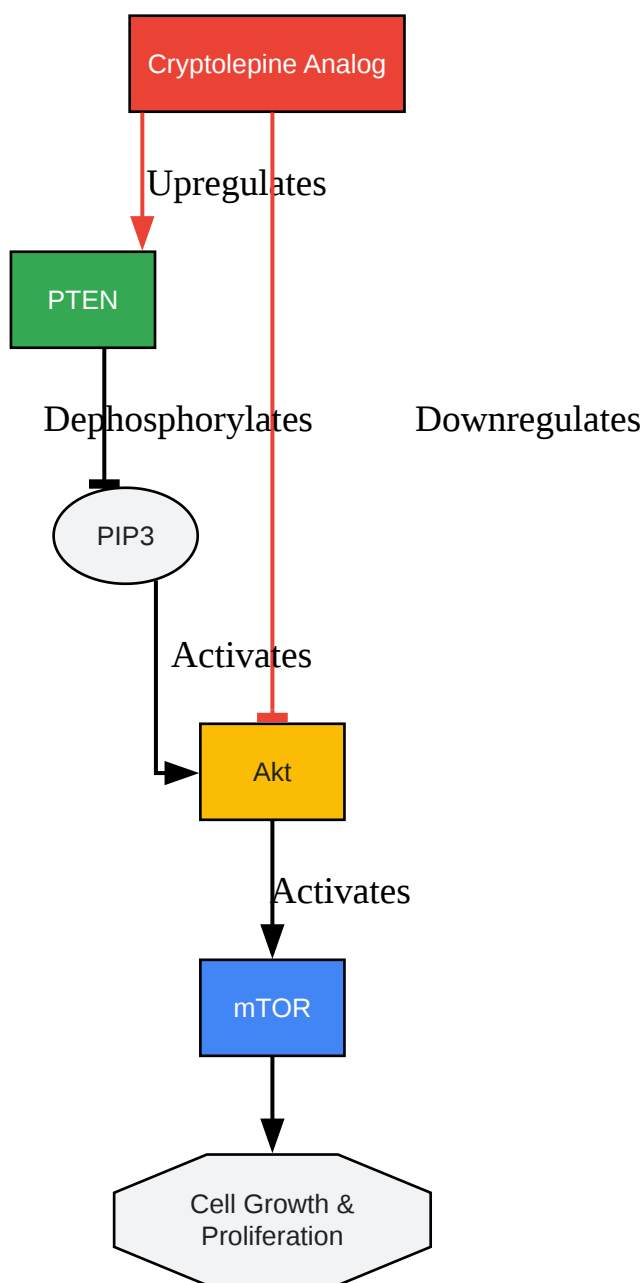 Cryptolepine Analog
Upregulates
PTEN
Dephosphorylates
Downregulates
PIP3
Activates
Akt
Activates
mTOR
Cell Growth &
Proliferation